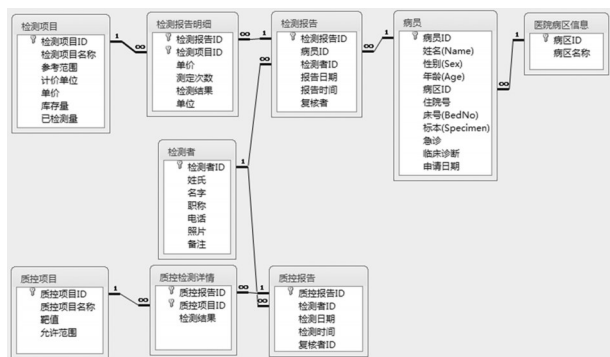 检测项目
检测项目ID
检测项目名称
参考范围
计价单位
单价
库存量
已检测量
1
∞
检测报告明细
检测报告ID
检测项目ID
单价
测定次数
检测结果
单位
∞
1
检测报告
检测报告ID
病员ID
检测者ID
报告日期
报告时间
复核者
∞
∞
1
病员
病员ID
姓名(Name)
性别(Sex)
年龄(Age)
病区ID
住院号
床号(BedNo)
标本(Specimen)
急诊
临床诊断
申请日期
∞
1
医院病区信息
病区ID
病区名称
检测者
检测者ID
姓氏
名字
职称
电话
照片
备注
1
质控项目
质控项目ID
质控项目名称
靶值
允许范围
1
∞
质控检测详情
质控报告ID
质控项目ID
检测结果
∞
1
∞
质控报告
质控报告ID
检测者ID
检测日期
检测时间
复核者ID